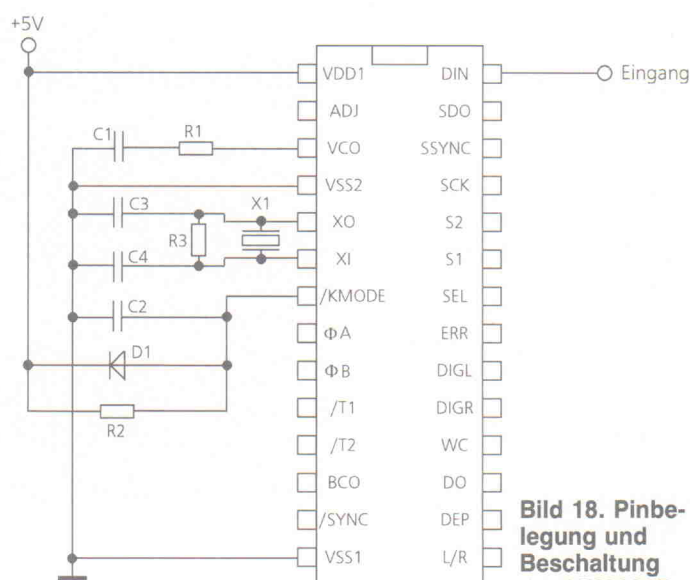 +5V
VDD1
DIN
Eingang
ADJ
SDO
C1
R1
VCO
SSYNC
VSS2
SCK
C3
X1
XO
S2
R3
C4
XI
S1
C2
/KMODE
SEL
ΦA
ERR
D1
ΦB
DIGL
R2
/T1
DIGR
/T2
WC
BCO
DO
/SYNC
DEP
VSS1
L/R
Bild 18. Pinbe-
legung und
Beschaltung